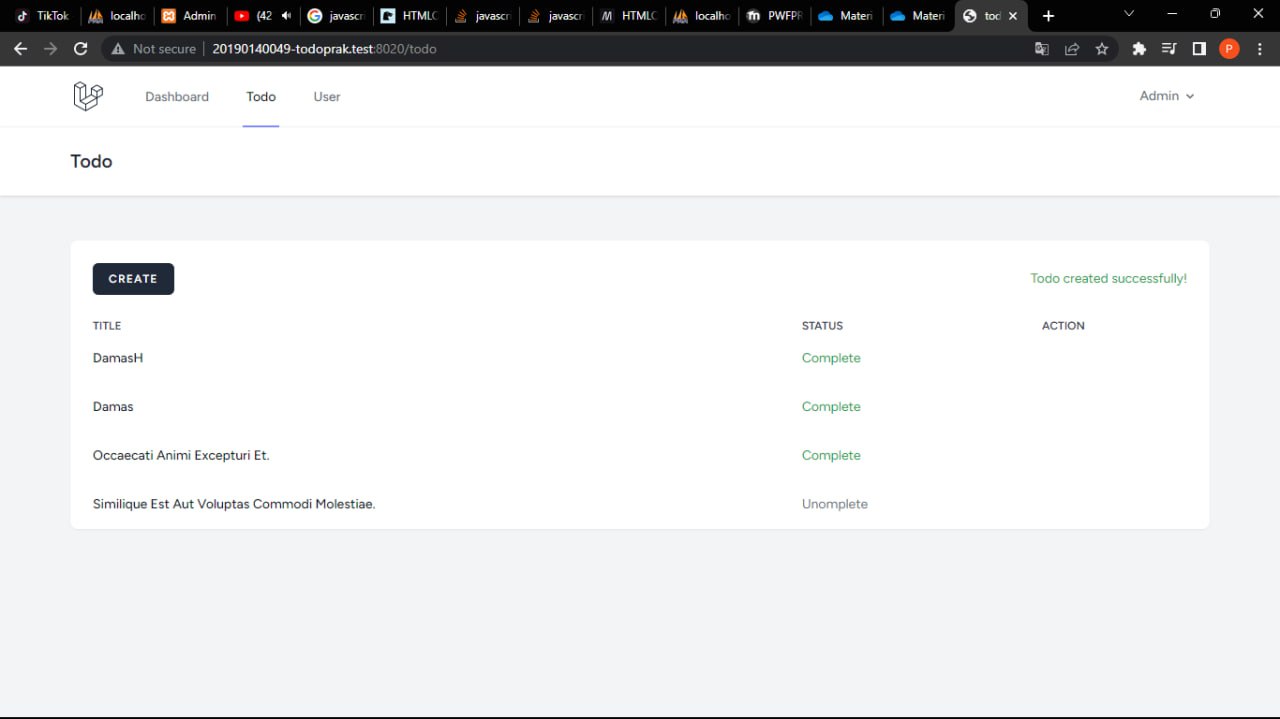 TikTok localho Admin (42 javascr HTMLC javascr javascr HTMLC localho PWFPR Materi Materi tod
Not secure 20190140049-todoprak.test:8020/todo P
Dashboard Todo User Admin
Todo
CREATE Todo created successfully!
TITLE STATUS ACTION
DamasH Complete
Damas Complete
Occaecati Animi Excepturi Et. Complete
Similique Est Aut Voluptas Commodi Molestiae. Unomplete